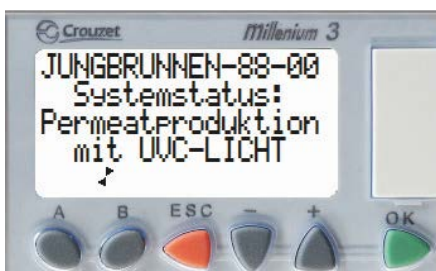 Crouzet millenium 3
JUNGBRUNNEN-88-00
Systemstatus:
Permeatproduktion
mit UVC-LICHT
A B ESC - + OK